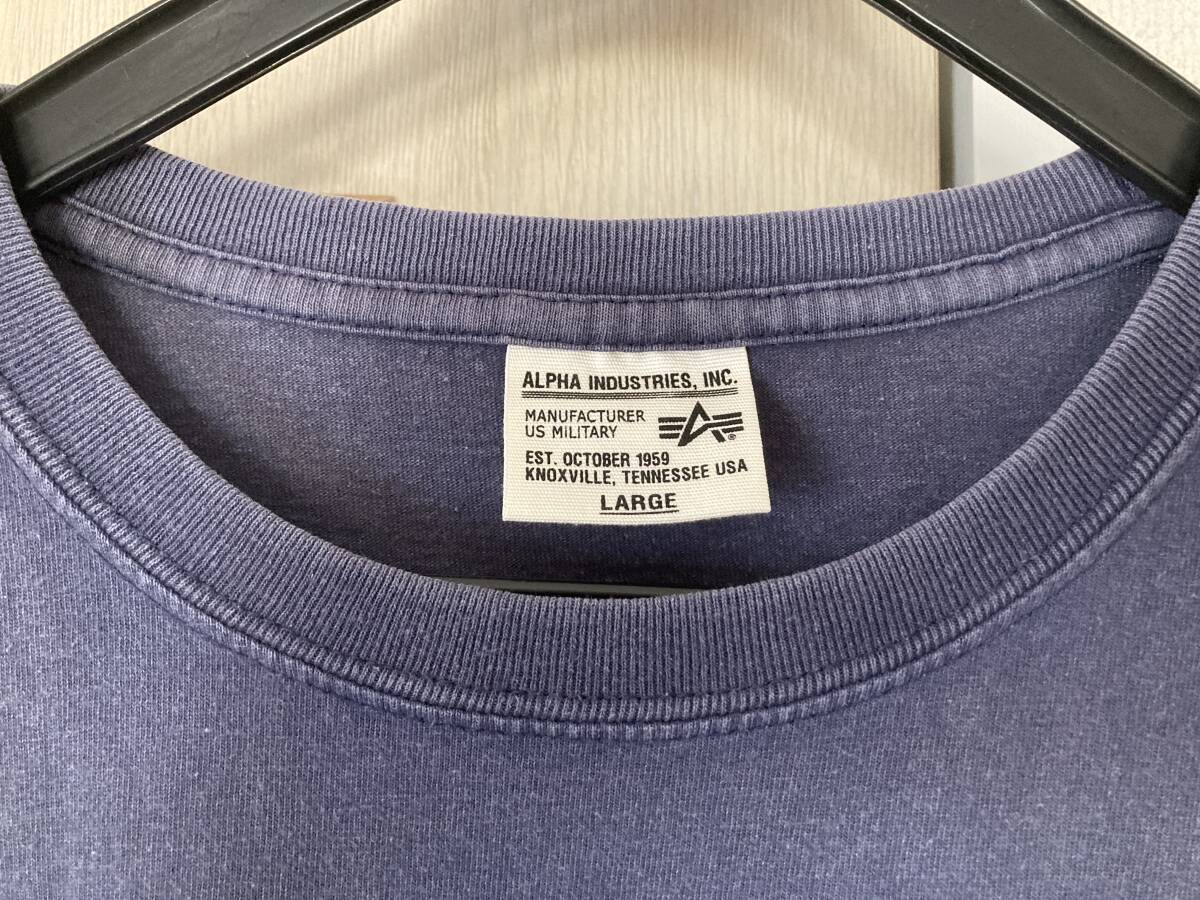 ALPHA INDUSTRIES, INC.
MANUFACTURER
US MILITARY
EST. OCTOBER 1959
KNOXVILLE, TENNESSEE USA
LARGE